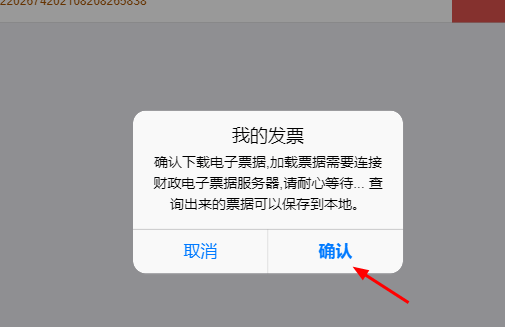 我的发票
确认下载电子票据,加载票据需要连接
财政电子票据服务器,请耐心等待... 查
询出来的票据可以保存到本地。
取消
确认